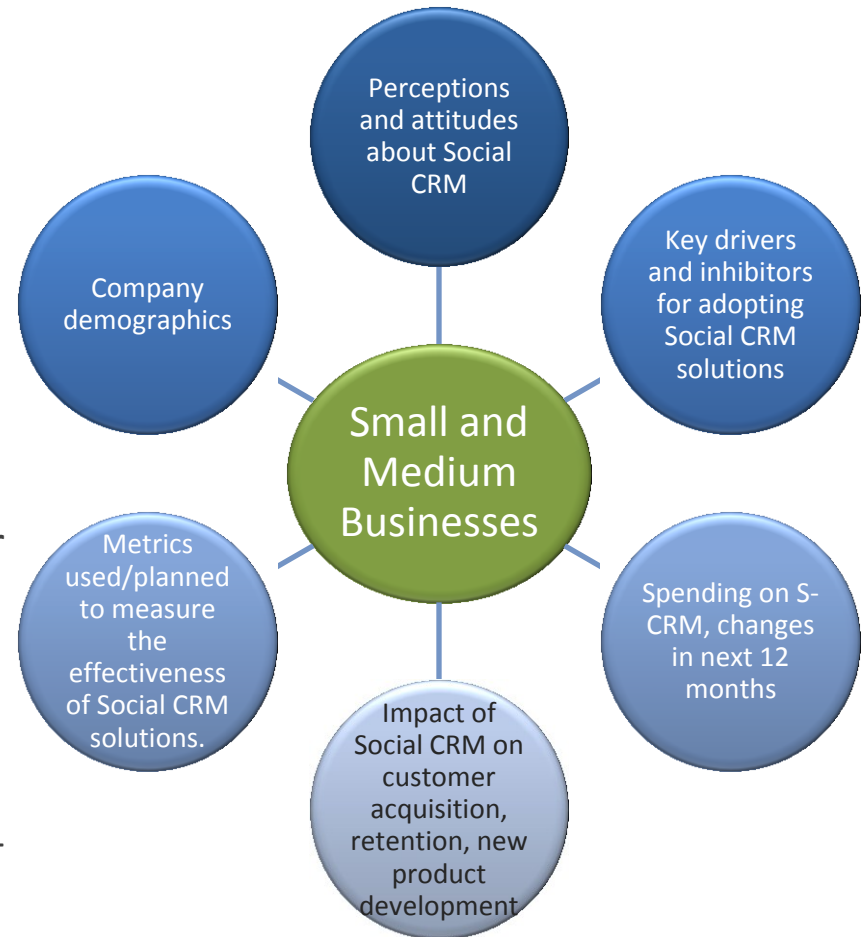 Perceptions
and attitudes
about Social
CRM
Key drivers
and inhibitors
for adopting
Social CRM
solutions
Spending on S-
CRM, changes
in next 12
months
Impact of
Social CRM on
customer
acquisition,
retention, new
product
development
Metrics
used/planned
to measure
the
effectiveness
of Social CRM
solutions.
Company
demographics
Small and
Medium
Businesses